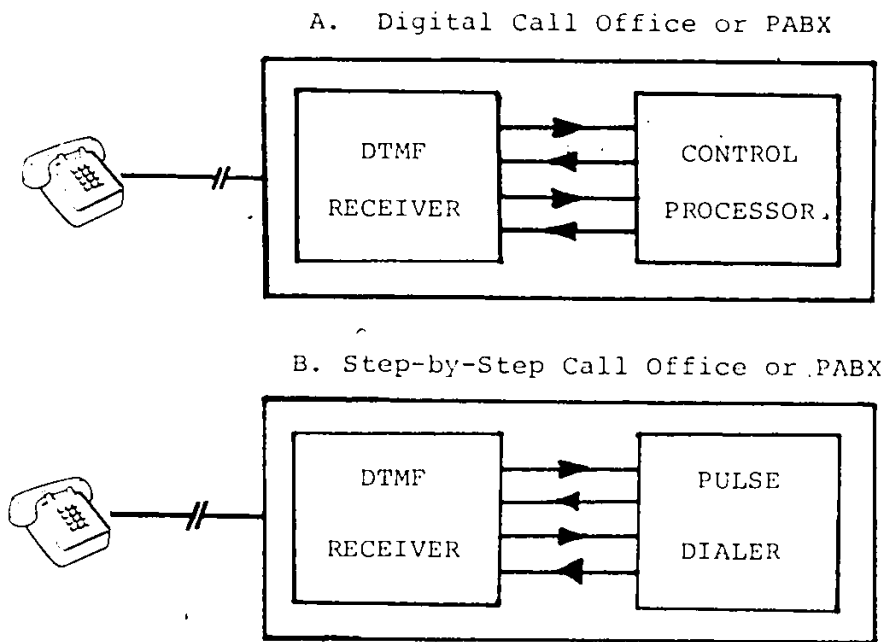 A. Digital Call Office or PABX
DTMF
RECEIVER
CONTROL
PROCESSOR
B. Step-by-Step Call Office or PABX
DTMF
RECEIVER
PULSE
DIALER